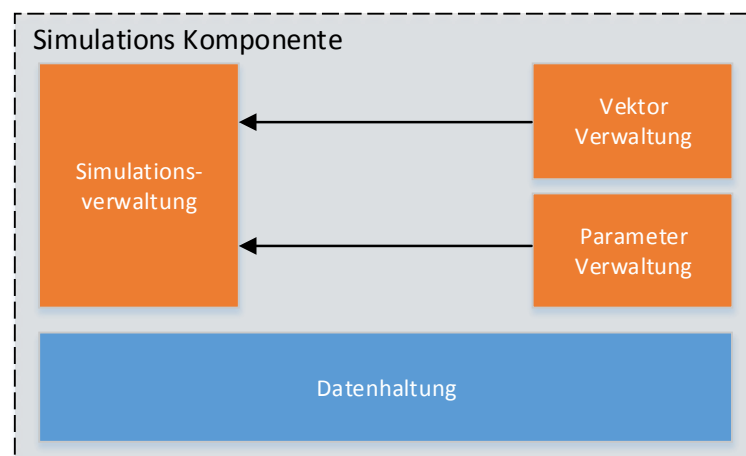 Simulations Komponente
Simulations-
verwaltung
Vektor
Verwaltung
Parameter
Verwaltung
Datenhaltung